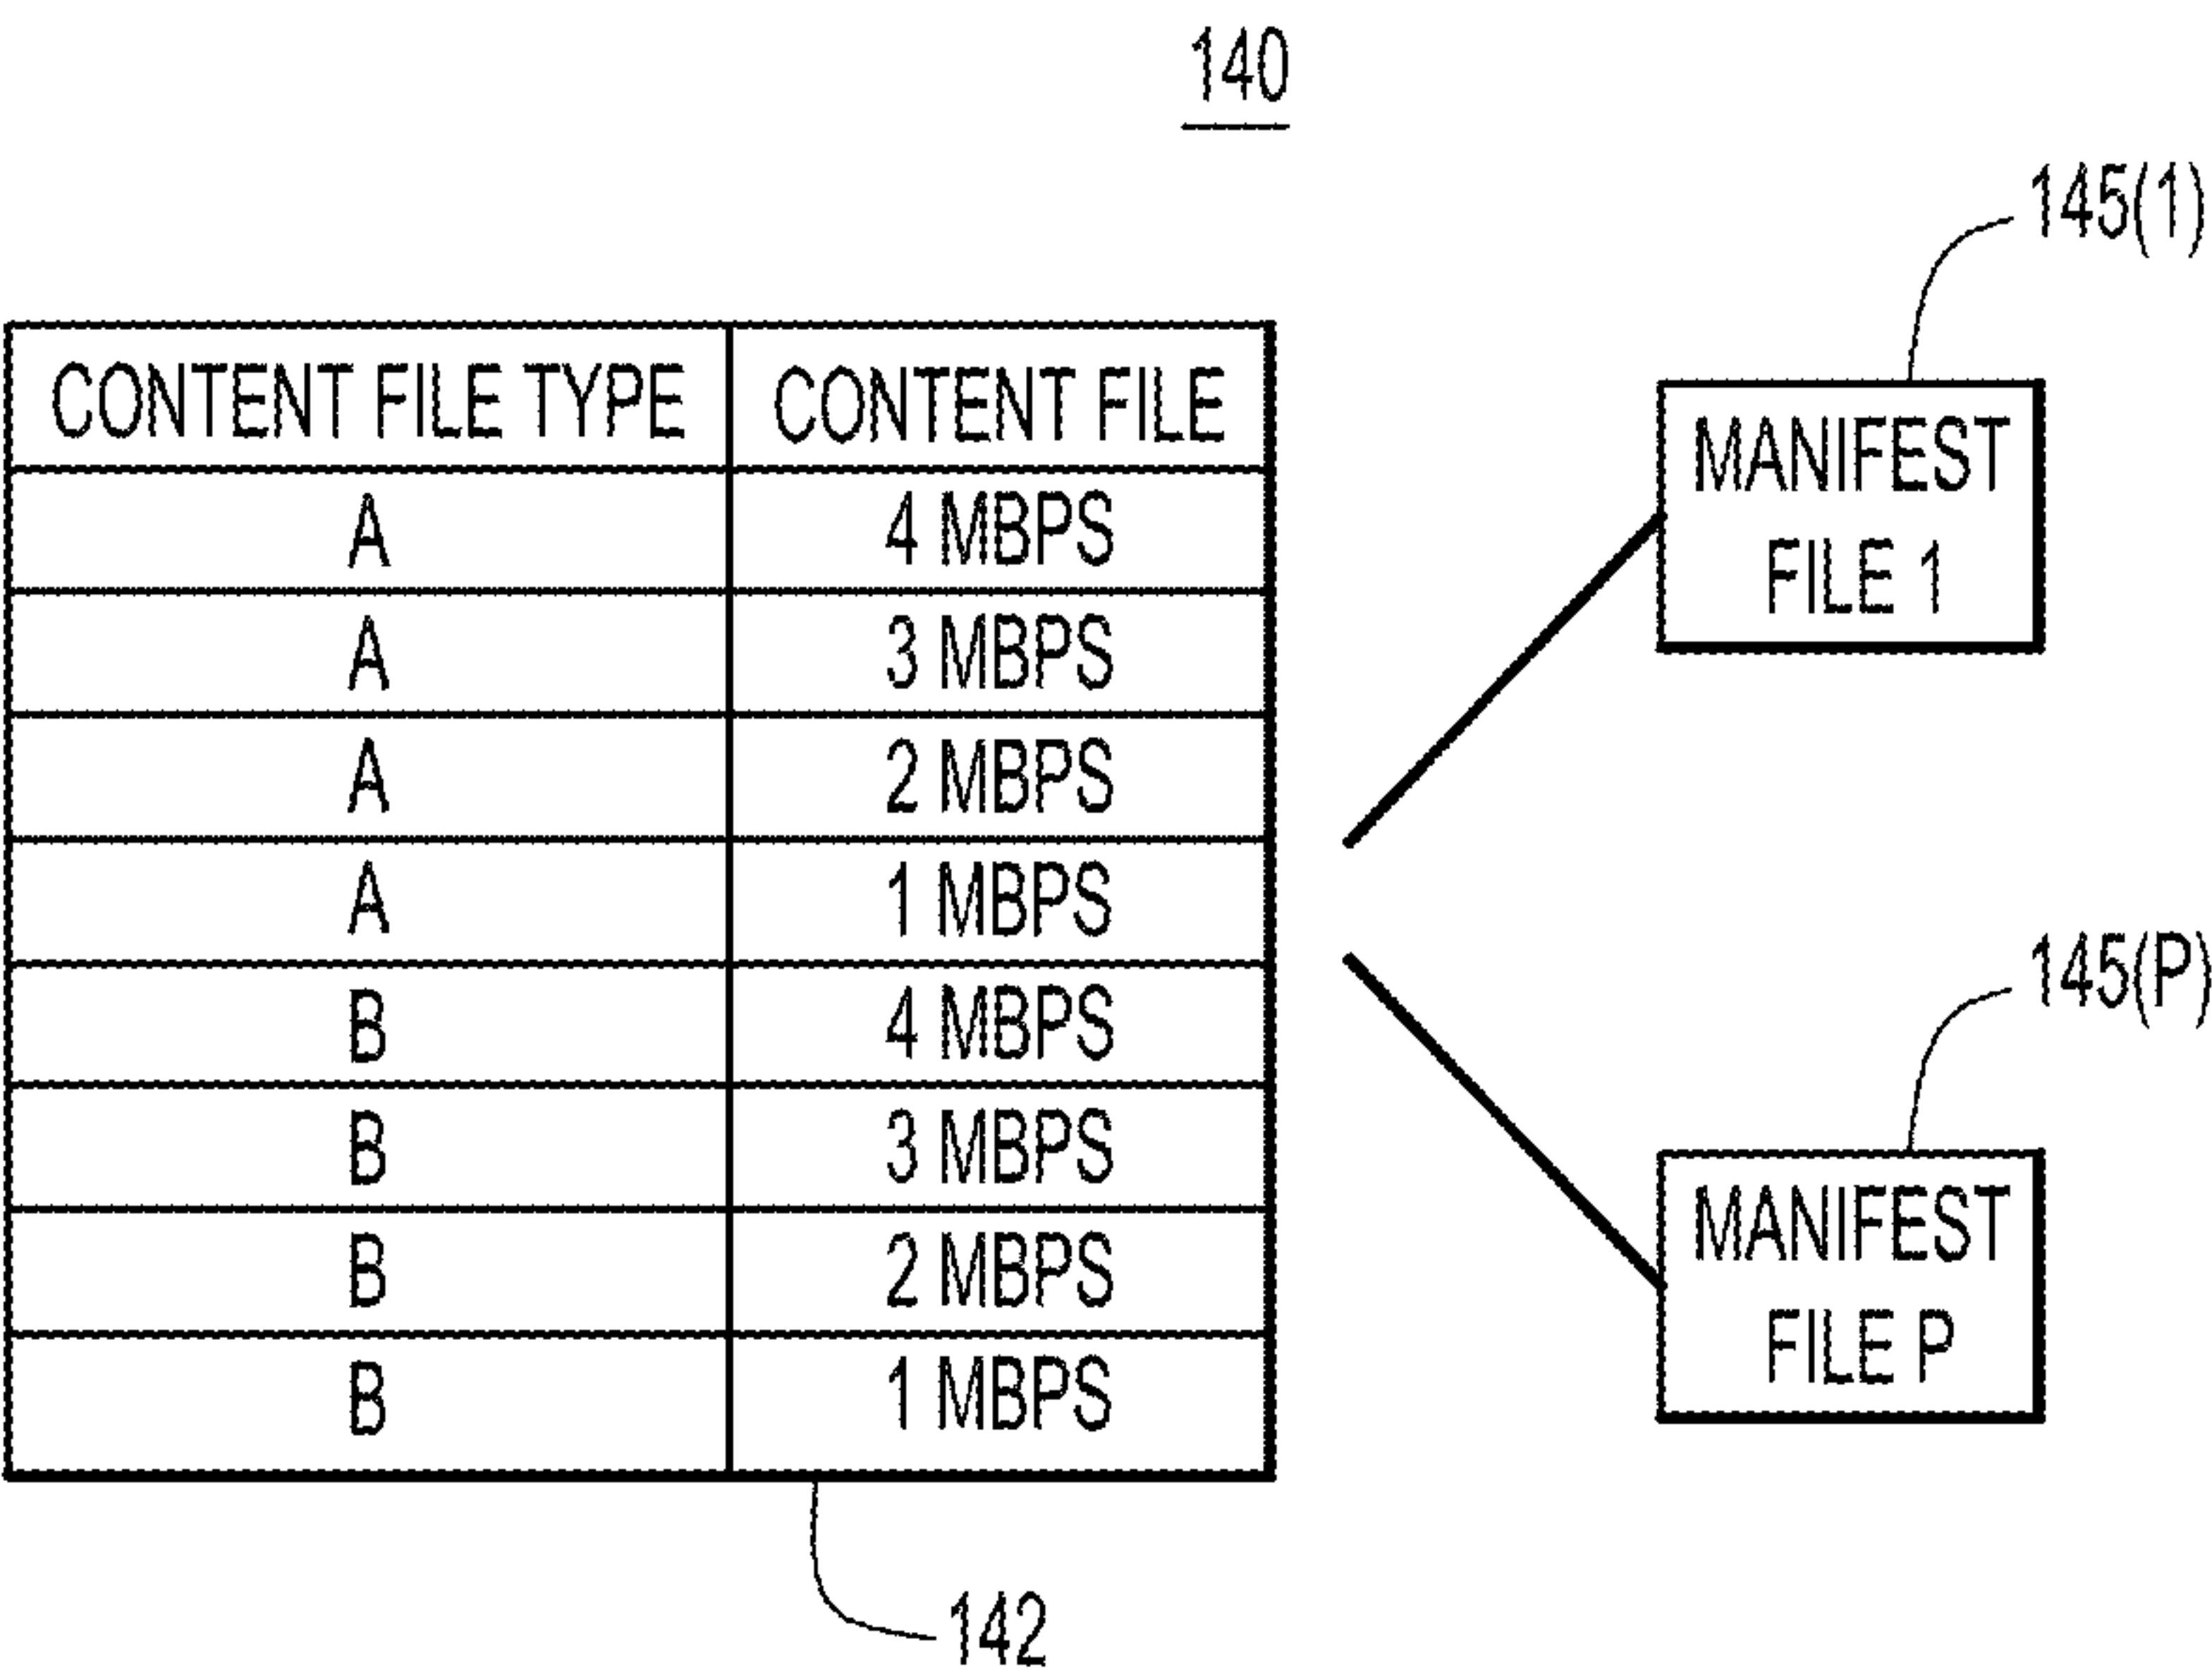 140
145(1)
CONTENT FILE TYPE CONTENT FILE
A 4 MBPS
A 3 MBPS
A 2 MBPS
A 1 MBPS
B 4 MBPS
B 3 MBPS
B 2 MBPS
B 1 MBPS
MANIFEST
FILE 1
145(P)
MANIFEST
FILE P
142